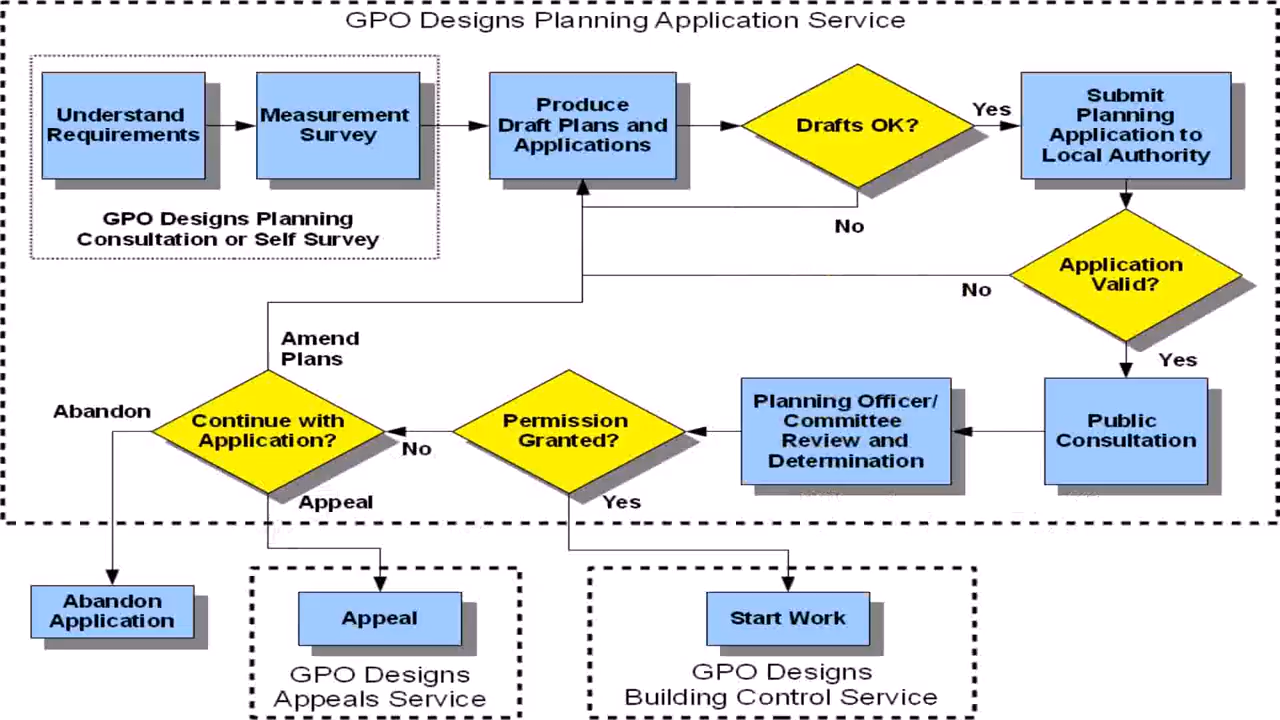 GPO Designs Planning Application Service
Understand
Requirements
Measurement
Survey
GPO Designs Planning
Consultation or Self Survey
Produce
Draft Plans and
Applications
Drafts OK?
Yes
No
Submit
Planning
Application to
Local Authority
Application
Valid?
No
Yes
Public
Consultation
Planning Officer/
Committee
Review and
Determination
Permission
Granted?
No
Yes
Continue with
Application?
Amend
Plans
Abandon
Appeal
Abandon
Application
Appeal
GPO Designs
Appeals Service
Start Work
GPO Designs
Building Control Service